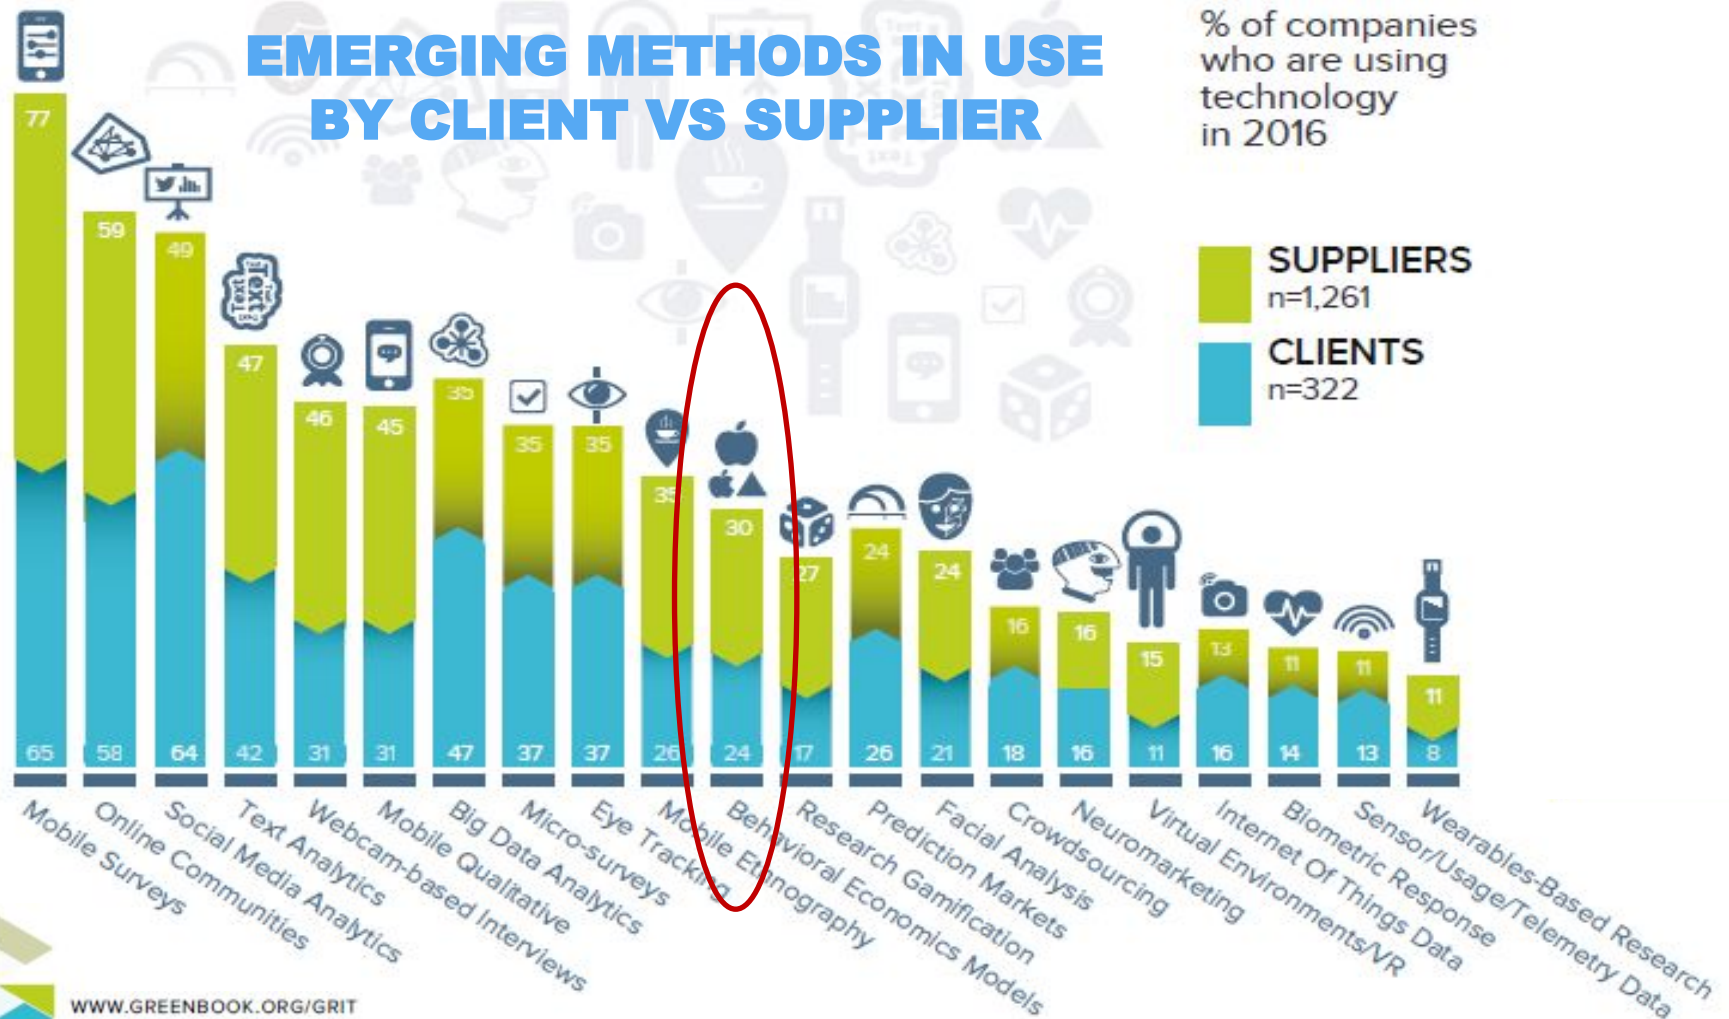 EMERGING METHODS IN USE
BY CLIENT VS SUPPLIER
% of companies
who are using
technology
in 2016
SUPPLIERS
n=1,261
CLIENTS
n=322
77
59
49
47
46
45
35
35
35
35
30
27
24
24
16
16
15
13
11
11
11
65
58
64
42
31
31
47
37
37
26
24
17
26
21
18
16
11
16
14
13
8
Text
Text
Text
Mobile Surveys
Online Communities
Social Media Analytics
Text Analytics
Webcam-based Interviews
Mobile Qualitative
Big Data Analytics
Micro-surveys
Eye Tracking
Mobile Ethnography
Behavioral Economics Models
Research Gamification
Prediction Markets
Facial Analysis
Crowdsourcing
Neuromarketing
Virtual Environments/VR
Internet Of Things Data
Biometric Response
Sensor/Usage/Telemetry Data
Wearables-Based Research
WWW.GREENBOOK.ORG/GRIT